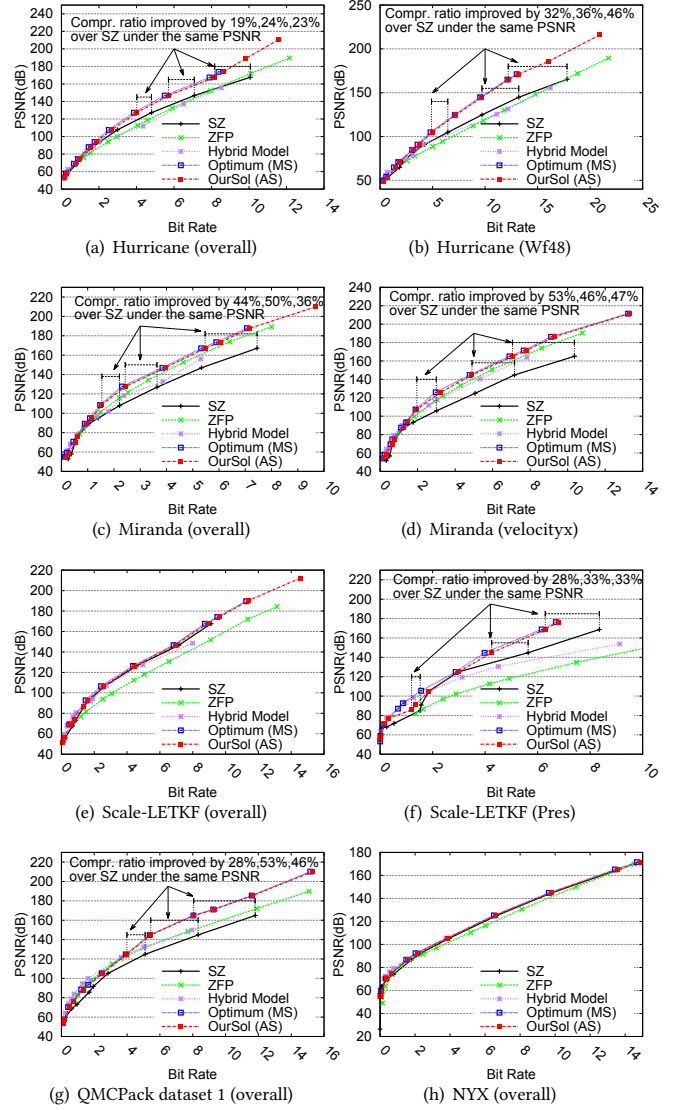 Compr. ratio improved by 19%,24%,23%
over SZ under the same PSNR
PSNR(dB)
200
180
160
140
120
100
80
60
40
0
2
4
6
8
10
12
14
Bit Rate
SZ
ZFP
Hybrid Model
Optimum (MS)
OurSol (AS)
(a) Hurricane (overall)
Compr. ratio improved by 32%,36%,46%
over SZ under the same PSNR
PSNR(dB)
250
200
150
100
50
0
5
10
15
20
25
Bit Rate
SZ
ZFP
Hybrid Model
Optimum (MS)
OurSol (AS)
(b) Hurricane (Wf48)
Compr. ratio improved by 44%,50%,36%
over SZ under the same PSNR
PSNR(dB)
220
200
180
160
140
120
100
80
60
40
0
1
2
3
4
5
6
7
8
9
10
Bit Rate
SZ
ZFP
Hybrid Model
Optimum (MS)
OurSol (AS)
(c) Miranda (overall)
Compr. ratio improved by 53%,46%,47%
over SZ under the same PSNR
PSNR(dB)
220
200
180
160
140
120
100
80
60
40
0
2
4
6
8
10
12
14
Bit Rate
SZ
ZFP
Hybrid Model
Optimum (MS)
OurSol (AS)
(d) Miranda (velocityx)
PSNR(dB)
220
200
180
160
140
120
100
80
60
40
0
2
4
6
8
10
12
14
16
Bit Rate
SZ
ZFP
Hybrid Model
Optimum (MS)
OurSol (AS)
(e) Scale-LETKF (overall)
Compr. ratio improved by 28%,33%,33%
over SZ under the same PSNR
PSNR(dB)
220
200
180
160
140
120
100
80
60
40
0
2
4
6
8
10
Bit Rate
SZ
ZFP
Hybrid Model
Optimum (MS)
OurSol (AS)
(f) Scale-LETKF (Pres)
Compr. ratio improved by 28%,53%,46%
over SZ under the same PSNR
PSNR(dB)
220
200
180
160
140
120
100
80
60
40
0
2
4
6
8
10
12
14
16
Bit Rate
SZ
ZFP
Hybrid Model
Optimum (MS)
OurSol (AS)
(g) QMCPack dataset 1 (overall)
PSNR(dB)
180
160
140
120
100
80
60
40
20
0
2
4
6
8
10
12
14
Bit Rate
SZ
ZFP
Hybrid Model
Optimum (MS)
OurSol (AS)
(h) NYX (overall)